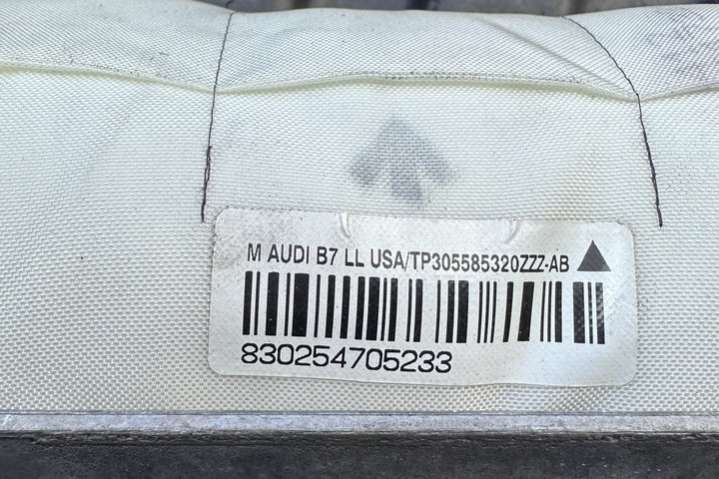 M AUDI B7 LL USA/TP305585320ZZZ-AB
830254705233